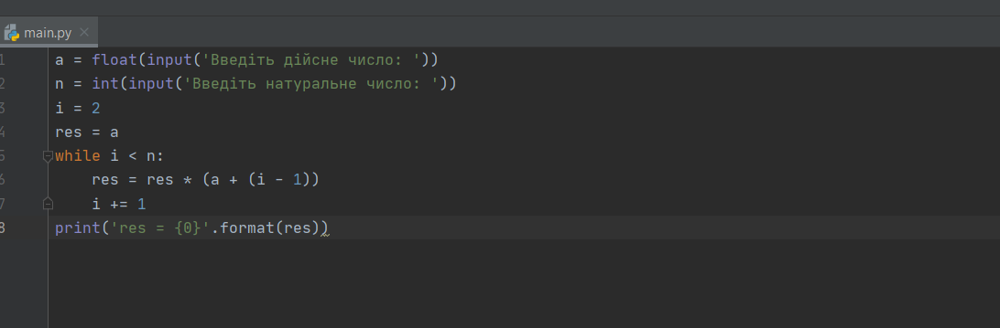 main.py
1 a = float(input('Введіть дійсне число: '))
2 n = int(input('Введіть натуральне число: '))
3 i = 2
4 res = a
5 while i < n:
6     res = res * (a + (i - 1))
7     i += 1
8 print('res = {0}'.format(res))